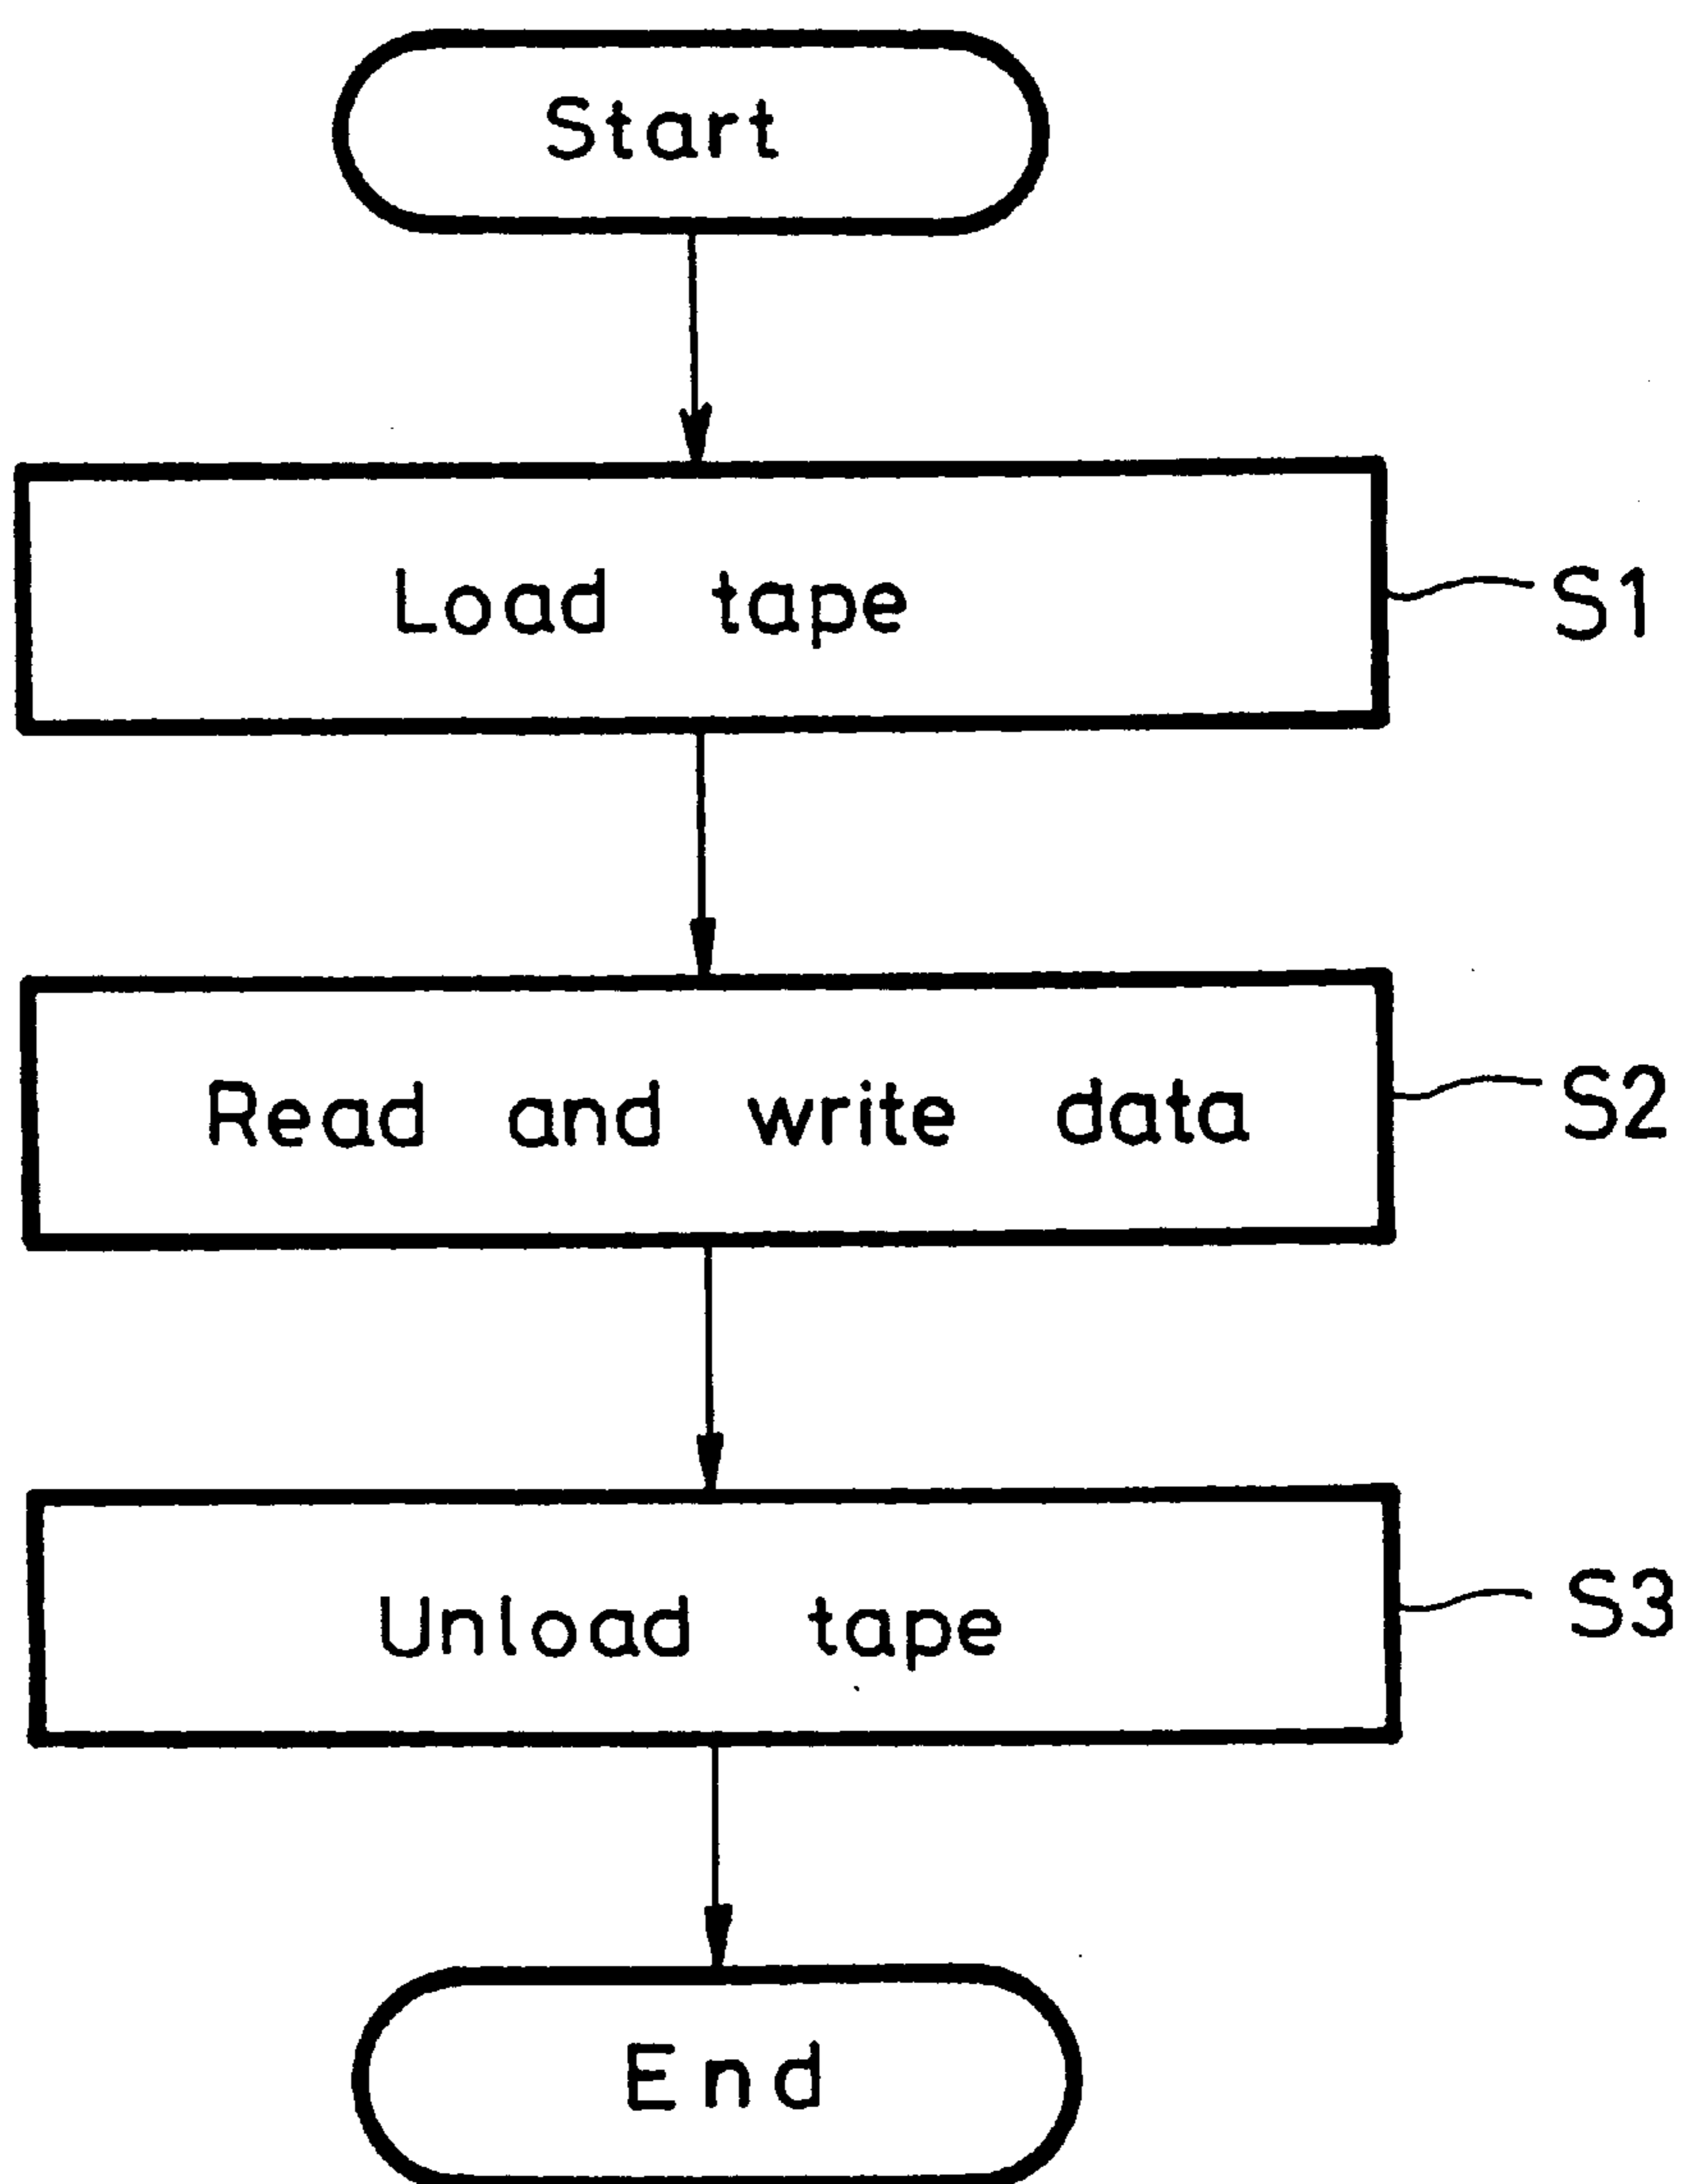 Start
Load tape
S1
Read and write data
S2
Unload tape
S3
End